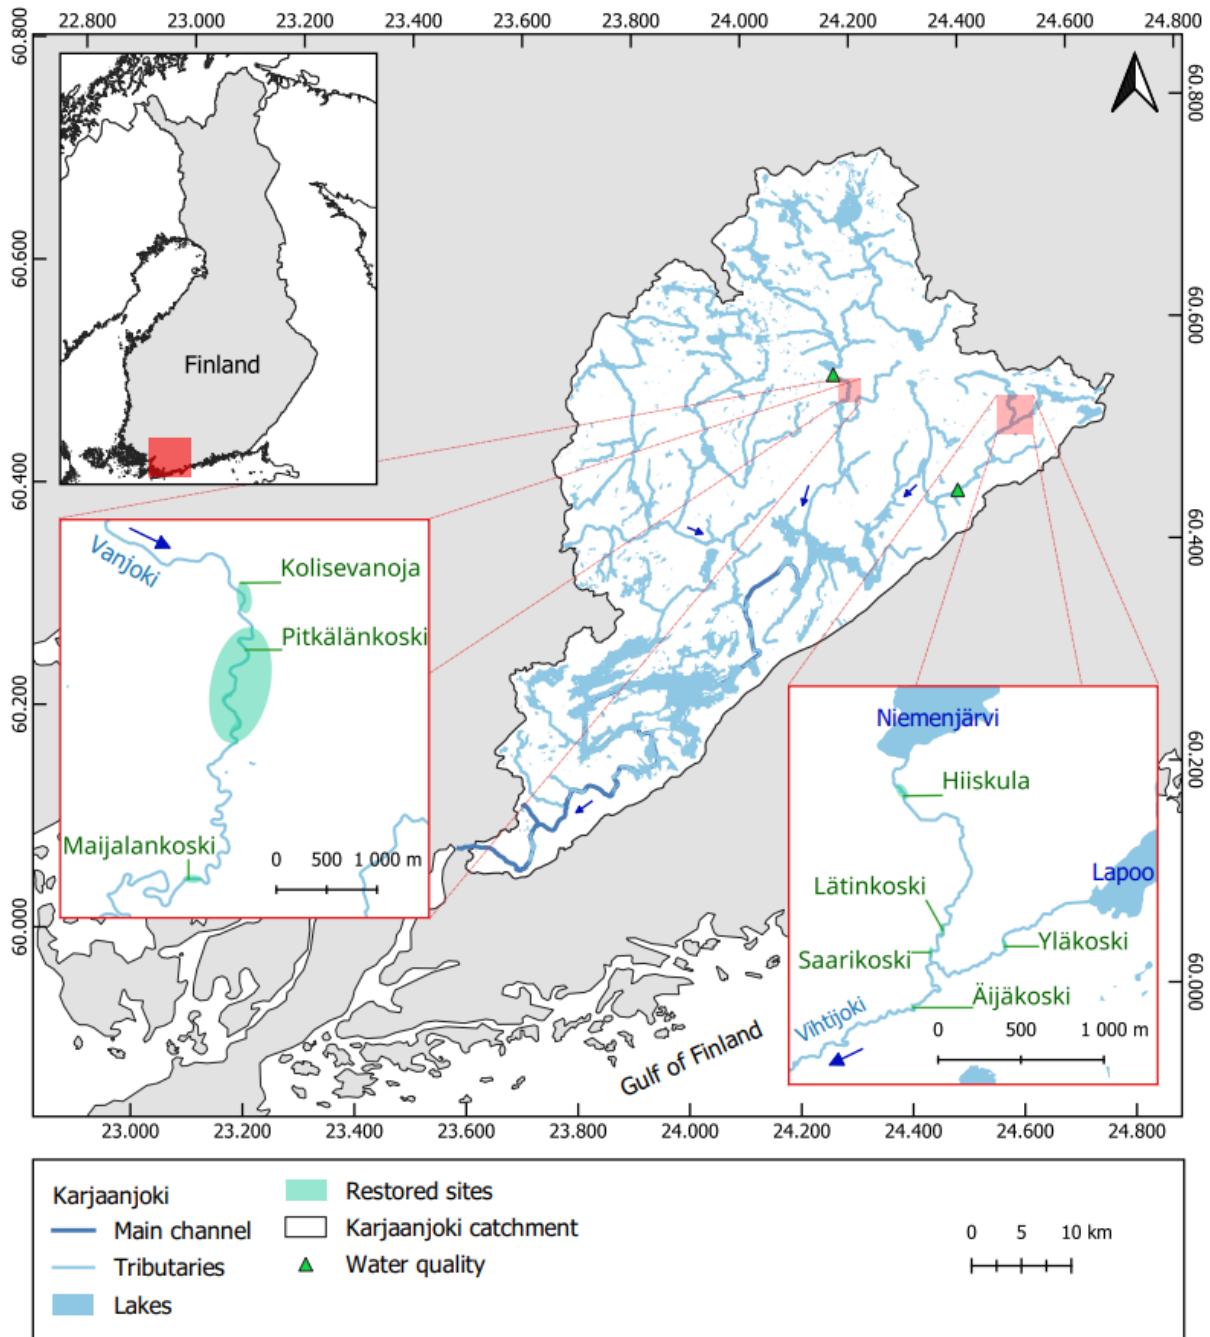 22.800 23.000 23.200 23.400 23.600 23.800 24.000 24.200 24.400 24.600 24.800
60.800
60.800
Finland
60.600
60.600
60.400
60.400
Vanjoki
Kolisevanoja
Pitkälänkoski
Maijalankoski
0 500 1 000 m
60.200
60.200
Niemenjärvi
Hiiskula
Lapoo
Lätinkoski
Yläkoski
Saarikoski
Äijäkoski
Vihtijoki
0 500 1 000 m
60.000
60.000
Gulf of Finland
23.000 23.200 23.400 23.600 23.800 24.000 24.200 24.400 24.600 24.800
Karjaanjoki
Main channel
Tributaries
Lakes
Restored sites
Karjaanjoki catchment
Water quality
0 5 10 km